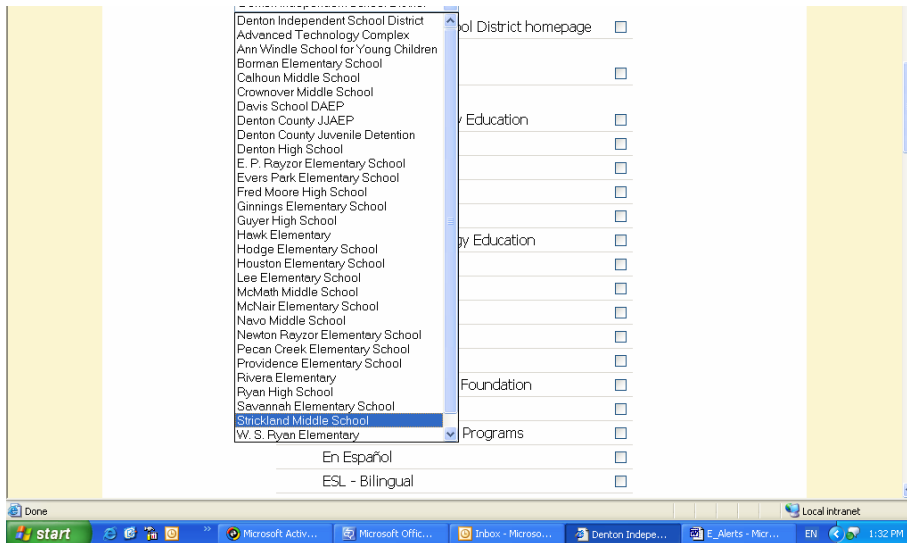 Denton Independent School District
Denton Independent School District
Advanced Technology Complex
Ann Windle School for Young Children
Borman Elementary School
Calhoun Middle School
Crownover Middle School
Davis School DAEP
Denton County JJAEP
Denton County Juvenile Detention
Denton High School
E. P. Rayzor Elementary School
Evers Park Elementary School
Fred Moore High School
Ginnings Elementary School
Guyer High School
Hawk Elementary
Hodge Elementary School
Houston Elementary School
Lee Elementary School
McMath Middle School
McNair Elementary School
Navo Middle School
Newton Rayzor Elementary School
Pecan Creek Elementary School
Providence Elementary School
Rivera Elementary
Ryan High School
Savannah Elementary School
Strickland Middle School
W. S. Ryan Elementary
ool District homepage
y Education
gy Education
Foundation
Programs
En Español
ESL - Bilingual
Done
Local intranet
start
Microsoft Activ...
Microsoft Offic...
Inbox - Microso...
Denton Indepe...
E_Alerts - Micr...
EN
1:32 PM